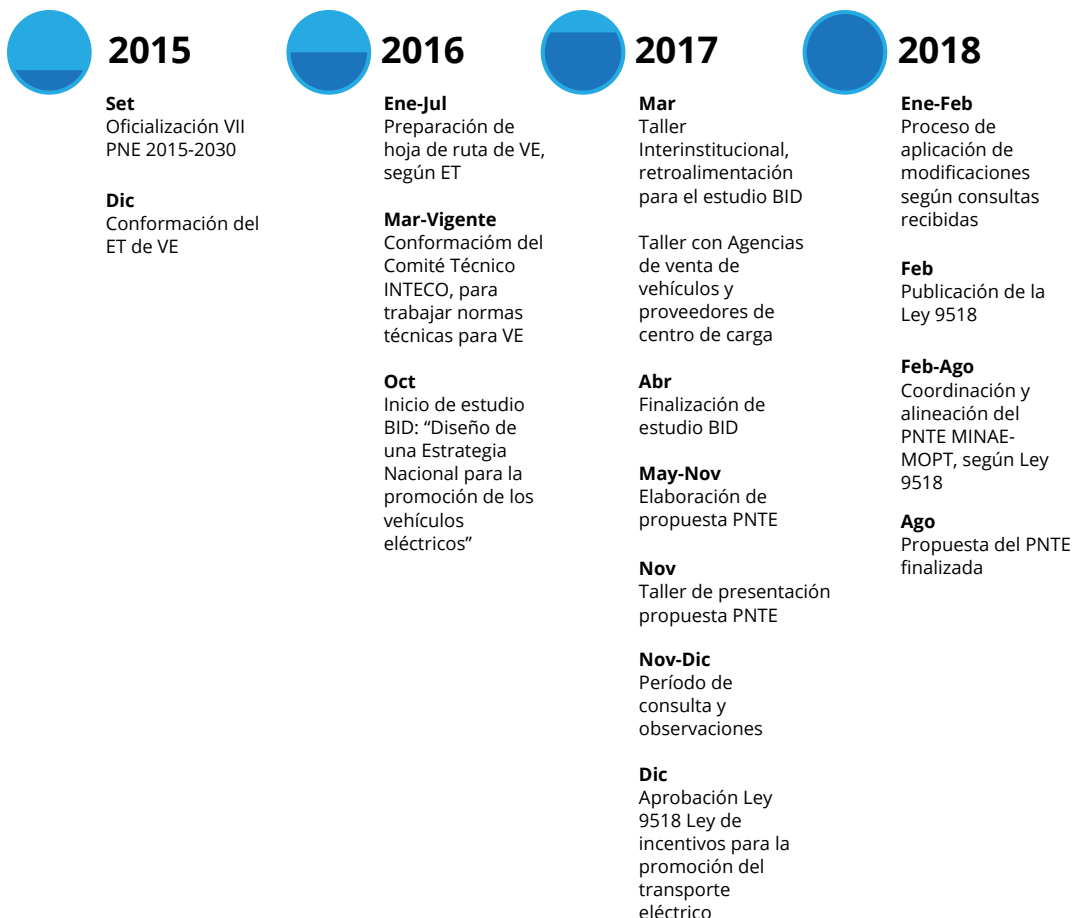 2015
Set
Oficialización VII
PNE 2015-2030
Dic
Conformación del
ET de VE
2016
Ene-Jul
Preparación de
hoja de ruta de VE,
según ET
Mar-Vigente
Conformacióm del
Comité Técnico
INTECO, para
trabajar normas
técnicas para VE
Oct
Inicio de estudio
BID: “Diseño de
una Estrategia
Nacional para la
promoción de los
vehículos
eléctricos”
2017
Mar
Taller
Interinstitucional,
retroalimentación
para el estudio BID
Taller con Agencias
de venta de
vehículos y
proveedores de
centro de carga
Abr
Finalización de
estudio BID
May-Nov
Elaboración de
propuesta PNTE
Nov
Taller de presentación
propuesta PNTE
Nov-Dic
Período de
consulta y
observaciones
Dic
Aprobación Ley
9518 Ley de
incentivos para la
promoción del
transporte
eléctrico
2018
Ene-Feb
Proceso de
aplicación de
modificaciones
según consultas
recibidas
Feb
Publicación de la
Ley 9518
Feb-Ago
Coordinación y
alineación del
PNTE MINAE-
MOPT, según Ley
9518
Ago
Propuesta del PNTE
finalizada